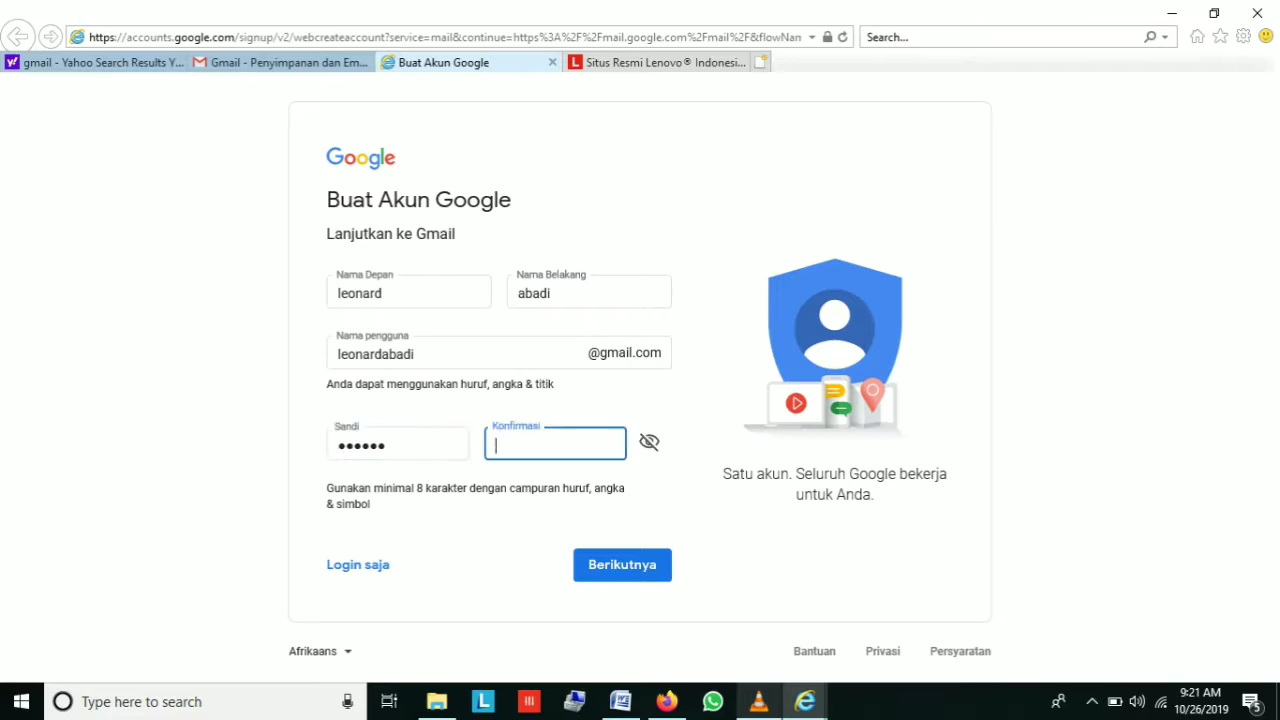 https://accounts.google.com/signup/v2/webcreateaccount?service=mail&continue=https%3A%2F%2Fmail.google.com%2Fmail%2F&flowNan
Search...
gmail - Yahoo Search Results Y...
Gmail - Penyimpanan dan Em...
Buat Akun Google
Situs Resmi Lenovo® Indonesi...
Google
Buat Akun Google
Lanjutkan ke Gmail
Nama Depan
leonard
Nama Belakang
abadi
Nama pengguna
leonardabadi
@gmail.com
Anda dapat menggunakan huruf, angka & titik
Sandi
••••••
Konfirmasi
Gunakan minimal 8 karakter dengan campuran huruf, angka
& simbol
Login saja
Berikutnya
Satu akun. Seluruh Google bekerja
untuk Anda.
Afrikaans
Bantuan
Privasi
Persyaratan
Type here to search
9:21 AM
10/26/2019
5